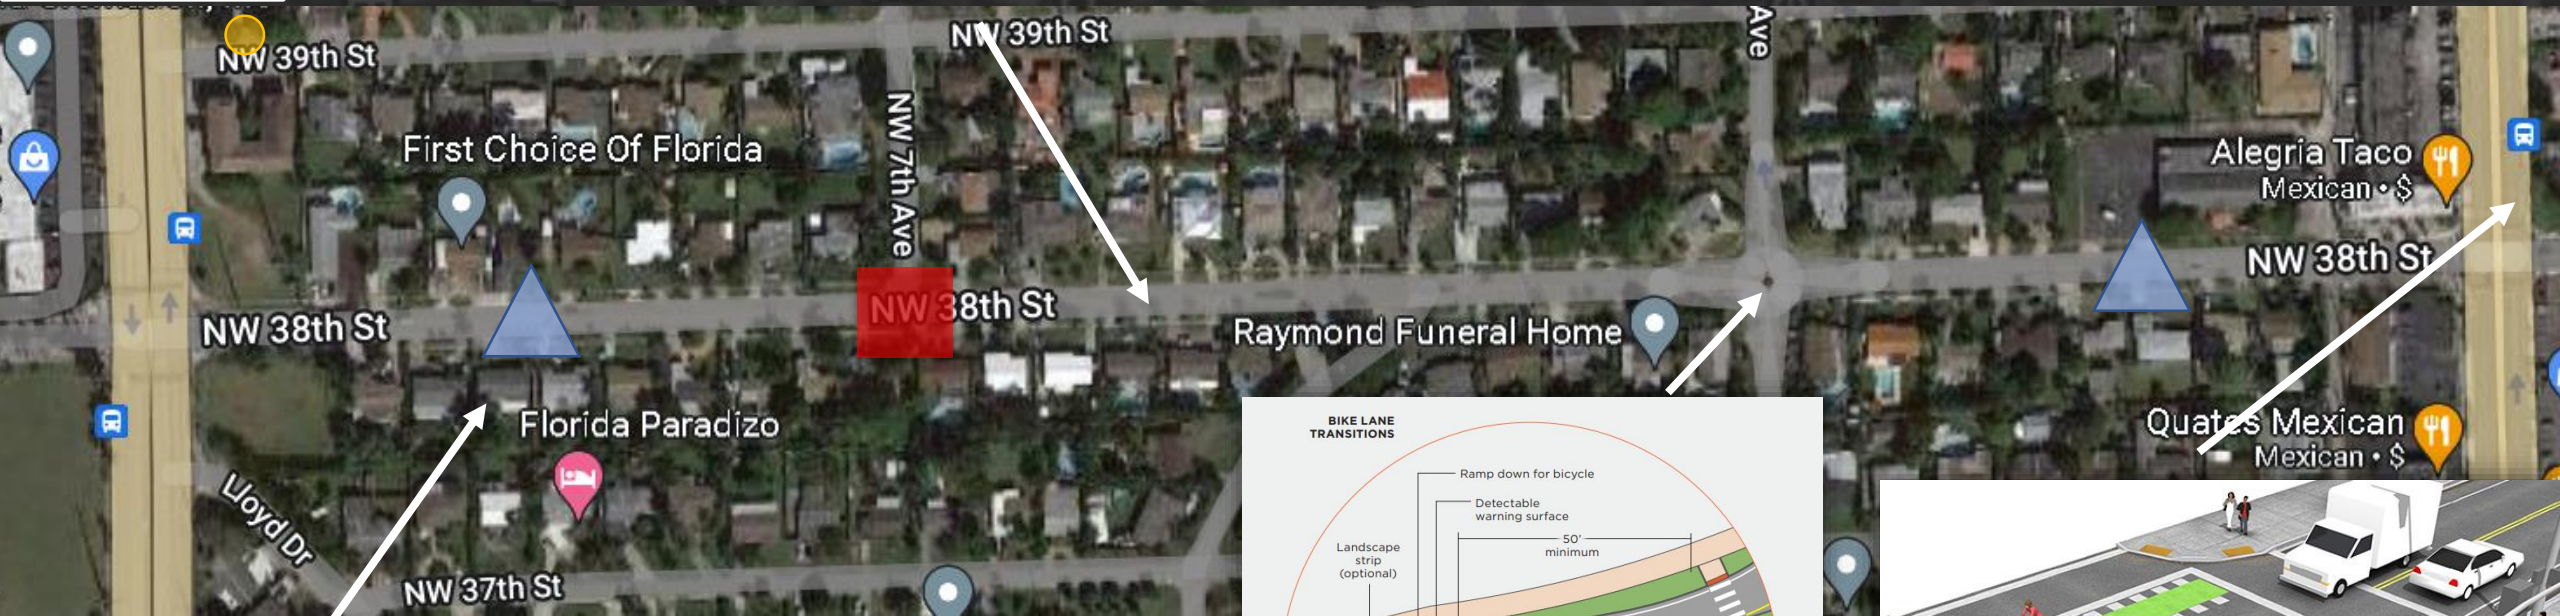 NW 39th St
NW 39th St
Ave
NW 7th Ave
First Choice Of Florida
Alegria Taco
Mexican • $
NW 38th St
NW 38th St
NW 38th St
Raymond Funeral Home
Florida Paradizo
Quates Mexican
Mexican • $
Lloyd Dr
NW 37th St
BIKE LANE
TRANSITIONS
Ramp down for bicycle
Detectable
warning surface
50'
minimum
Landscape
strip
(optional)